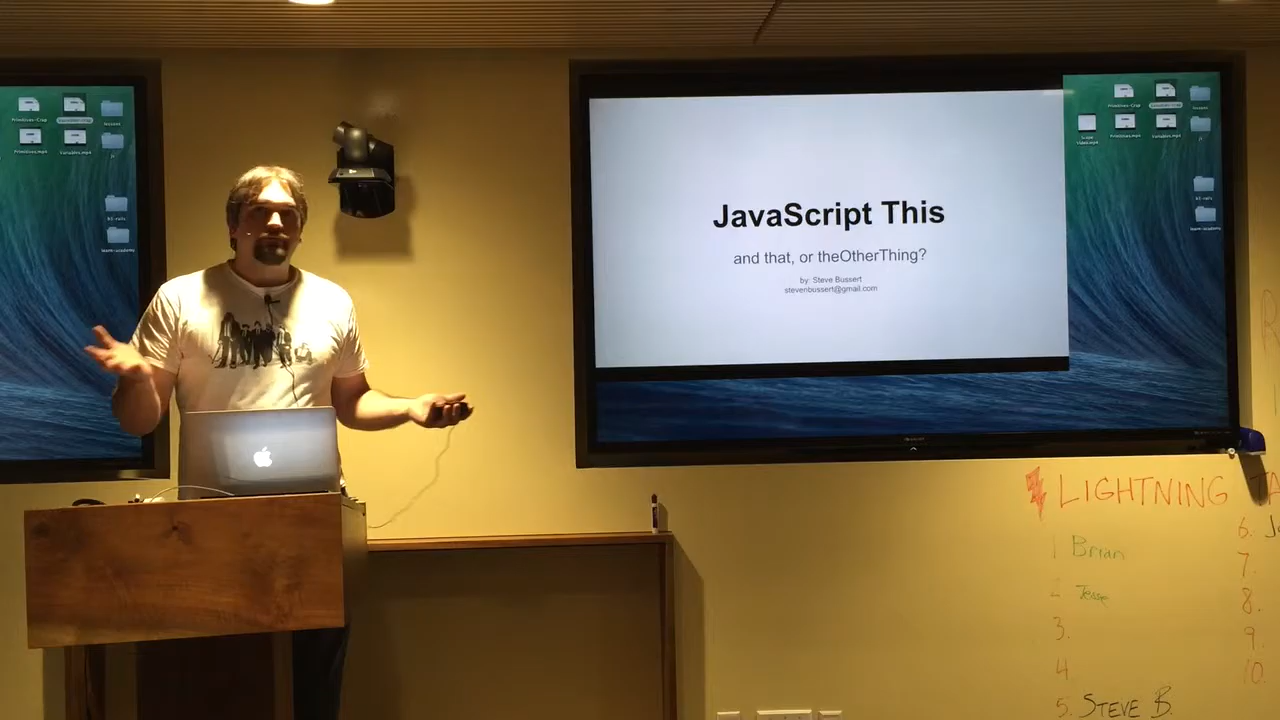 JavaScript This
and that, or theOtherThing?
by: Steve Bussert
stevenbussert@gmail.com
LIGHTNING
1 Brian
2 Jesse
3.
4
5. STEVE B.
6.
7.
8.
9.
10.